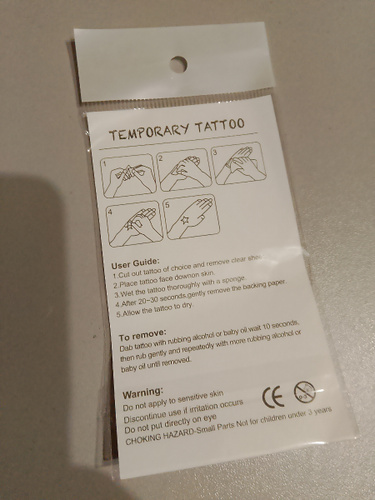 TEMPORARY TATTOO
1
2
3
4
5
User Guide:
1.Cut out tattoo of choice and remove clear
2.Place tattoo face downon skin.
3.Wet the tattoo thoroughly with a sponge.
4.After 20~30 seconds,gently remove the backing paper
5.Allow the tattoo to dry.
To remove:
Dab tattoo with rubbing alcohol or baby oil wait 10 seconds,
then rub gently and repeatedly with more rubbing alcohol or
baby oil until removed.
Warning:
Do not apply to sensitive skin
Discontinue use if irritation occurs
Do not put directly on eye
CHOKING HAZARD-Small Parts Not for children under 3 years
CE
0-3